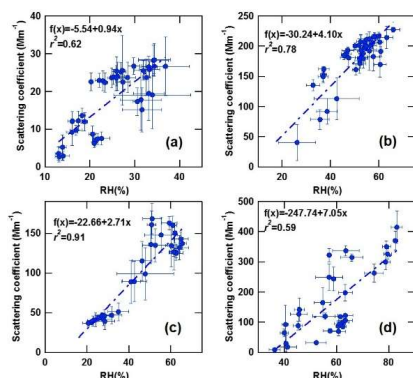 f(x)=-5.54+0.94x
r²=0.62
Scattering coefficient (Mm⁻¹)
40
30
20
10
0
10 20 30 40
RH(%)
(a)
f(x)=-30.24+4.10x
r²=0.78
Scattering coefficient (Mm⁻¹)
250
200
150
100
50
0
20 40 60
RH(%)
(b)
f(x)=-22.66+2.71x
r²=0.91
Scattering coefficient (Mm⁻¹)
150
100
50
0
0 20 40 60
RH(%)
(c)
f(x)=-247.74+7.05x
r²=0.59
Scattering coefficient (Mm⁻¹)
500
400
300
200
100
0
40 50 60 70 80
RH(%)
(d)